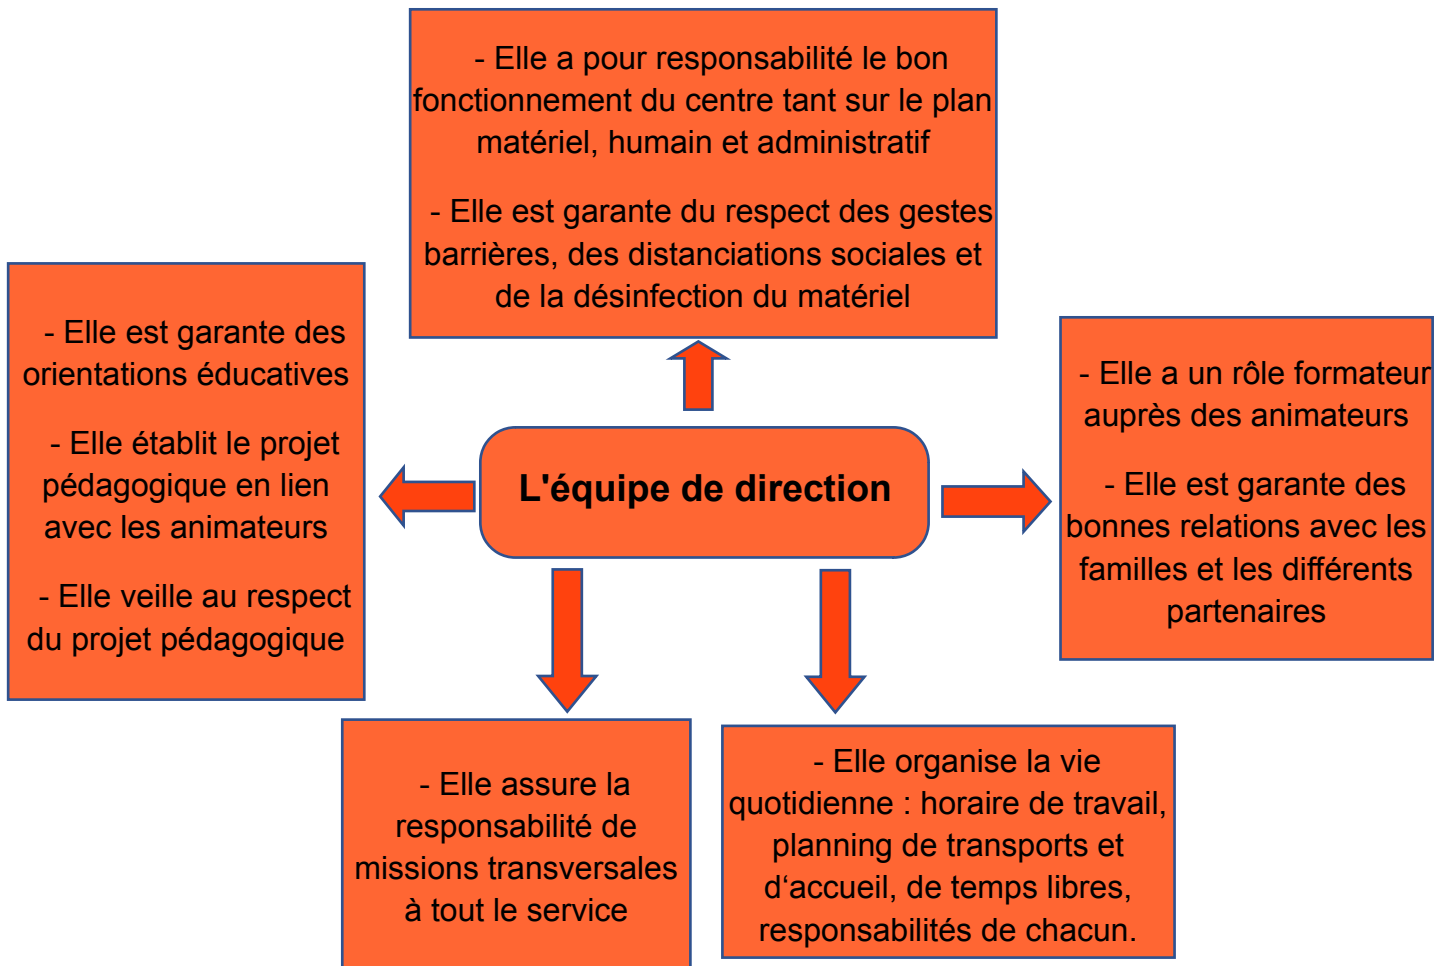 - Elle a pour responsabilité le bon
fonctionnement du centre tant sur le plan
matériel, humain et administratif
- Elle est garante du respect des gestes
barrières, des distanciations sociales et
de la désinfection du matériel
- Elle est garante des
orientations éducatives
- Elle établit le projet
pédagogique en lien
avec les animateurs
- Elle veille au respect
du projet pédagogique
L'équipe de direction
- Elle a un rôle formateur
auprès des animateurs
- Elle est garante des
bonnes relations avec les
familles et les différents
partenaires
- Elle assure la
responsabilité de
missions transversales
à tout le service
- Elle organise la vie
quotidienne : horaire de travail,
planning de transports et
d‘accueil, de temps libres,
responsabilités de chacun.